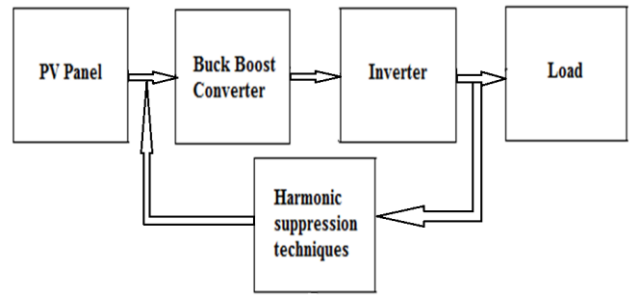 PV Panel
Buck Boost
Converter
Inverter
Load
Harmonic
suppression
techniques